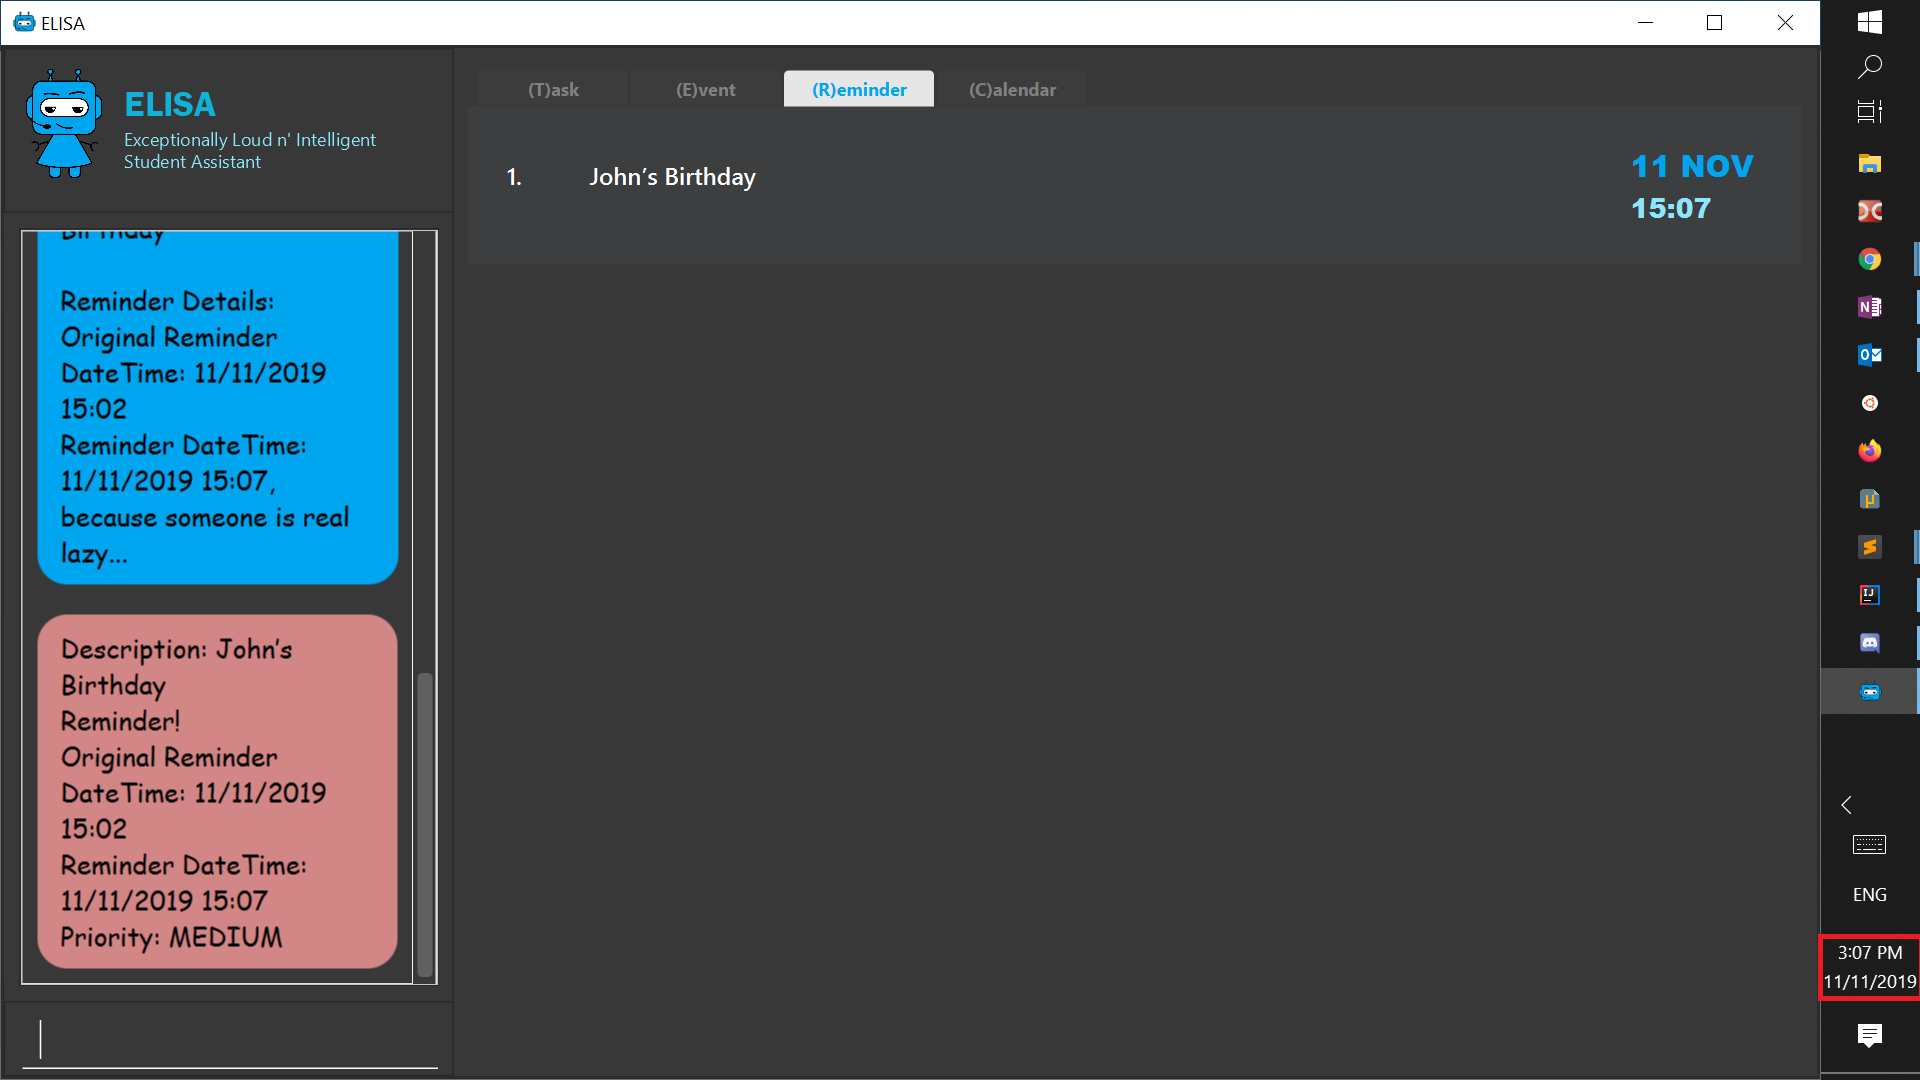 ELISA
ELISA
Exceptionally Loud n' Intelligent
Student Assistant
(T)ask
(E)vent
(R)eminder
(C)alendar
1.
John’s Birthday
11 NOV
15:07
Birthday
Reminder Details:
Original Reminder
DateTime: 11/11/2019
15:02
Reminder DateTime:
11/11/2019 15:07,
because someone is real
lazy...
Description: John’s
Birthday
Reminder!
Original Reminder
DateTime: 11/11/2019
15:02
Reminder DateTime:
11/11/2019 15:07
Priority: MEDIUM
ENG
3:07 PM
11/11/2019